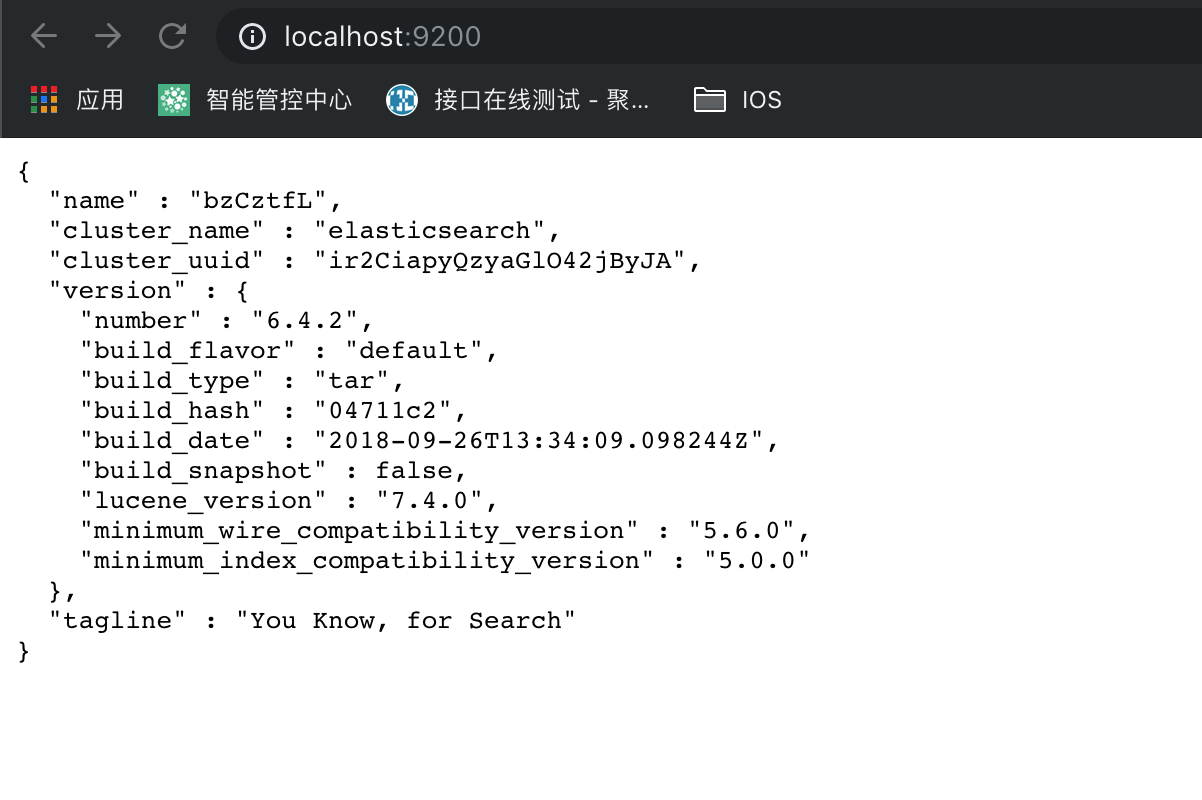 localhost:9200
应用 智能管控中心 接口在线测试 - 聚... IOS
{
  "name" : "bzCztfL",
  "cluster_name" : "elasticsearch",
  "cluster_uuid" : "ir2CiapyQzyaGlO42jByJA",
  "version" : {
    "number" : "6.4.2",
    "build_flavor" : "default",
    "build_type" : "tar",
    "build_hash" : "04711c2",
    "build_date" : "2018-09-26T13:34:09.098244Z",
    "build_snapshot" : false,
    "lucene_version" : "7.4.0",
    "minimum_wire_compatibility_version" : "5.6.0",
    "minimum_index_compatibility_version" : "5.0.0"
  },
  "tagline" : "You Know, for Search"
}